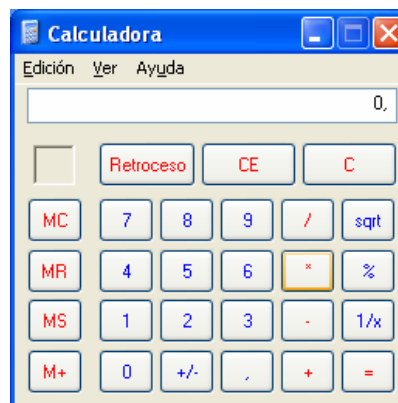 Calculadora
Edición Ver Ayuda
0,
Retroceso CE C
MC 7 8 9 / sqrt
MR 4 5 6 * %
MS 1 2 3 - 1/x
M+ 0 +/- , + =